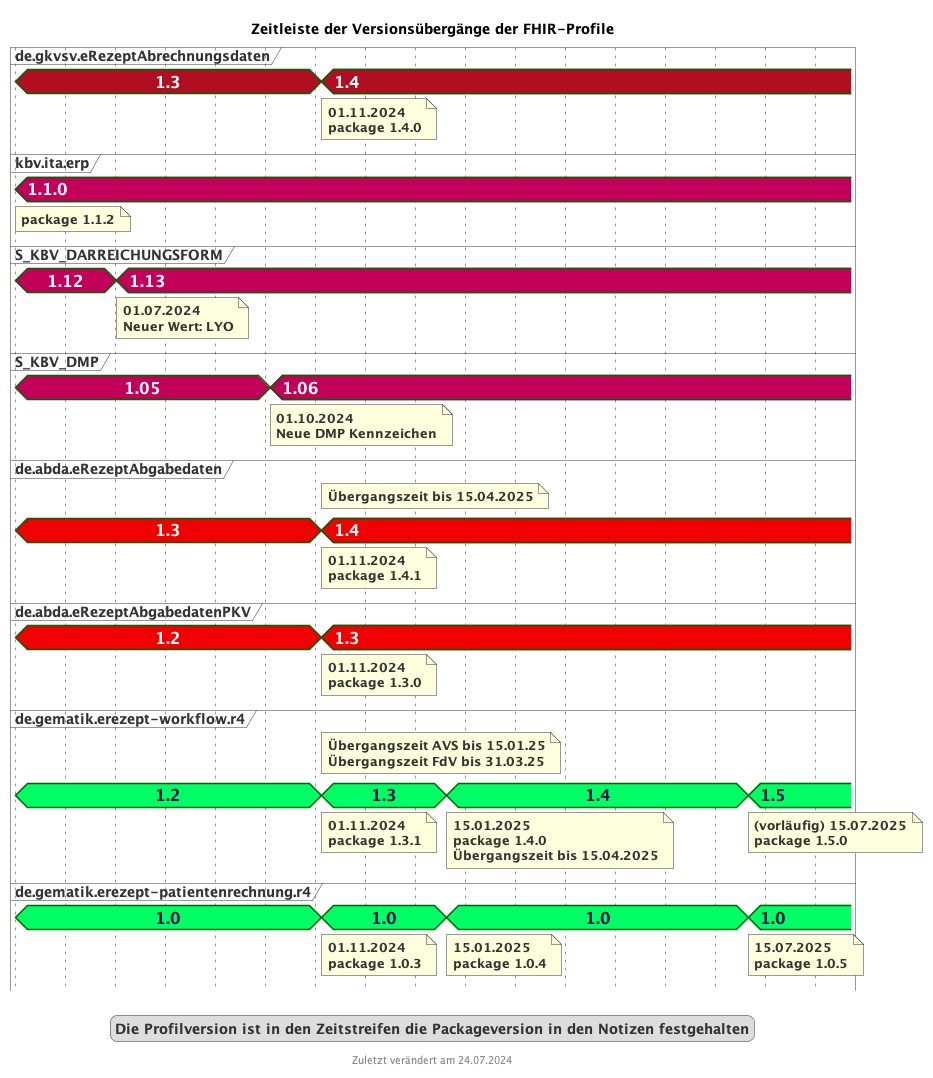 Zeitleiste der Versionsübergänge der FHIR-Profile
de.gkvsv.eRezeptAbrechnungsdaten
1.3
1.4
01.11.2024
package 1.4.0
kbv.ita.erp
1.1.0
package 1.1.2
S_KBV_DARREICHUNGSFORM
1.12
1.13
01.07.2024
Neuer Wert: LYO
S_KBV_DMP
1.05
1.06
01.10.2024
Neue DMP Kennzeichen
de.abda.eRezeptAbgabedaten
Übergangszeit bis 15.04.2025
1.3
1.4
01.11.2024
package 1.4.1
de.abda.eRezeptAbgabedatenPKV
1.2
1.3
01.11.2024
package 1.3.0
de.gematik.erezept-workflow.r4
Übergangszeit AVS bis 15.01.25
Übergangszeit FdV bis 31.03.25
1.2
1.3
1.4
1.5
01.11.2024
package 1.3.1
15.01.2025
package 1.4.0
Übergangszeit bis 15.04.2025
(vorläufig) 15.07.2025
package 1.5.0
de.gematik.erezept-patientenrechnung.r4
1.0
1.0
1.0
1.0
01.11.2024
package 1.0.3
15.01.2025
package 1.0.4
15.07.2025
package 1.0.5
Die Profilversion ist in den Zeitstreifen die Packageversion in den Notizen festgehalten
Zuletzt verändert am 24.07.2024